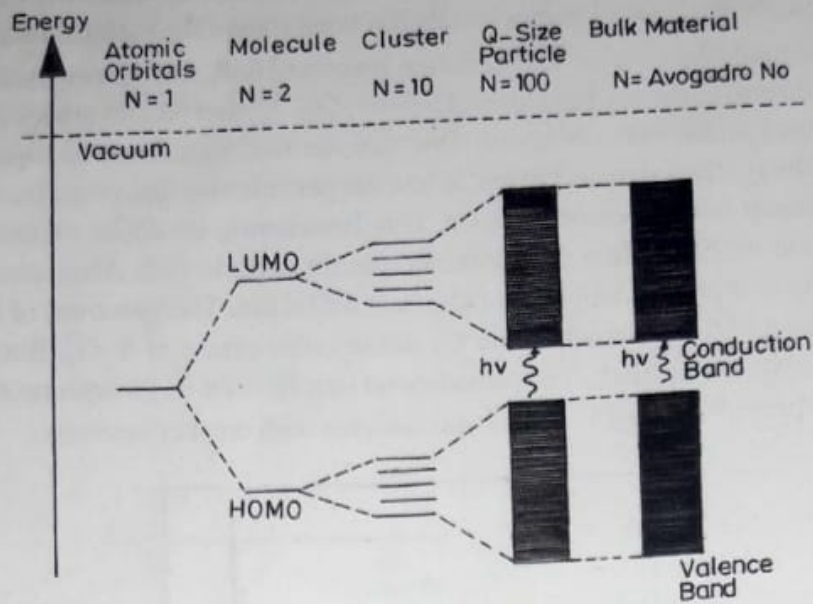 Energy
Atomic
Orbitals
N = 1
Molecule
N = 2
Cluster
N = 10
Q-Size
Particle
N=100
Bulk Material
N= Avogadro No
Vacuum
LUMO
HOMO
hν
hν
Conduction
Band
Valence
Band